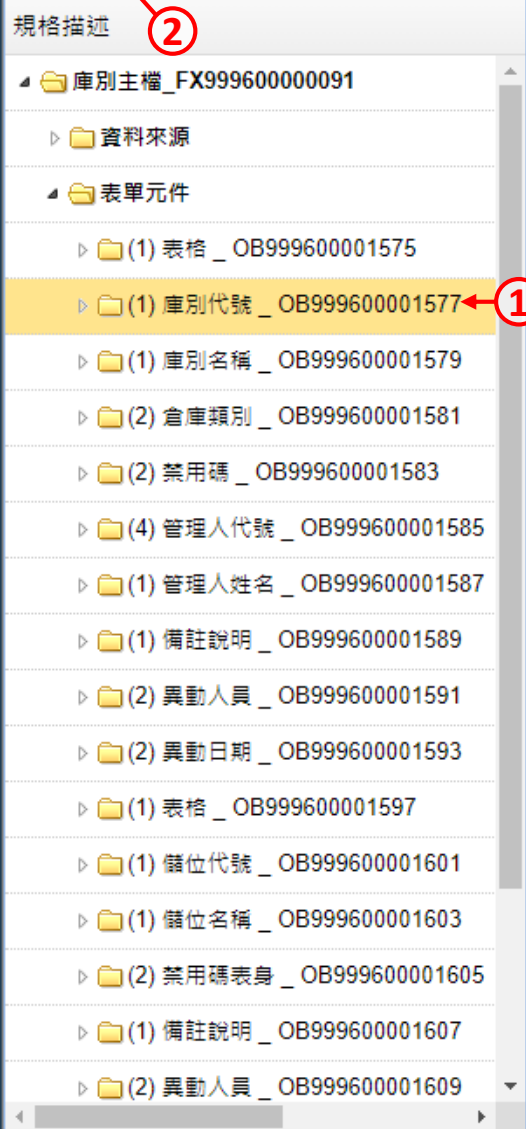 規格描述
2
庫別主檔_FX999600000091
資料來源
表單元件
(1) 表格 _ OB999600001575
(1) 庫別代號 _ OB999600001577
1
(1) 庫別名稱 _ OB999600001579
(2) 倉庫類別 _ OB999600001581
(2) 禁用碼 _ OB999600001583
(4) 管理人代號 _ OB999600001585
(1) 管理人姓名 _ OB999600001587
(1) 備註說明 _ OB999600001589
(2) 異動人員 _ OB999600001591
(2) 異動日期 _ OB999600001593
(1) 表格 _ OB999600001597
(1) 儲位代號 _ OB999600001601
(1) 儲位名稱 _ OB999600001603
(2) 禁用碼表身 _ OB999600001605
(1) 備註說明 _ OB999600001607
(2) 異動人員 _ OB999600001609